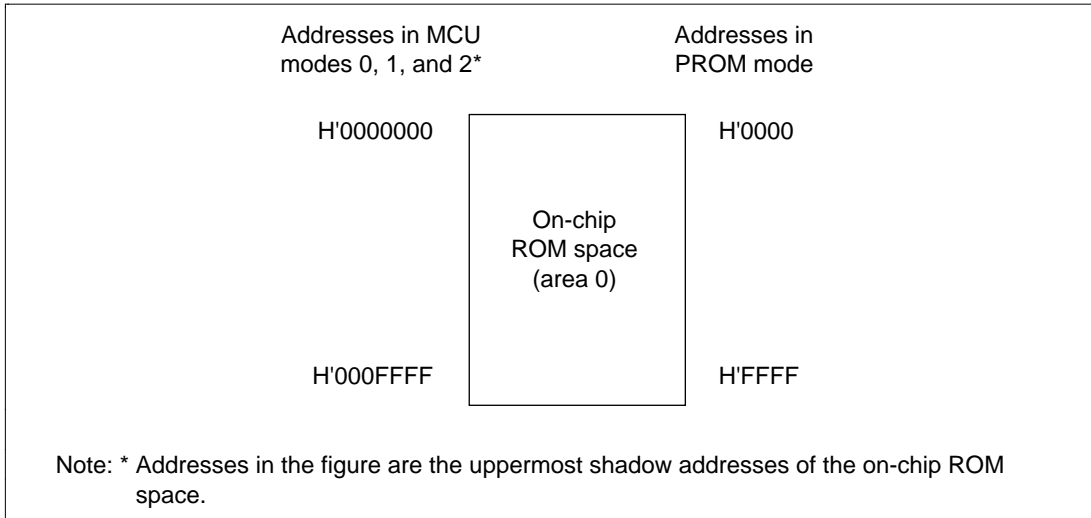 Addresses in MCU
modes 0, 1, and 2*
Addresses in
PROM mode
H'0000000
H'0000
On-chip
ROM space
(area 0)
H'000FFFF
H'FFFF
Note: * Addresses in the figure are the uppermost shadow addresses of the on-chip ROM
space.